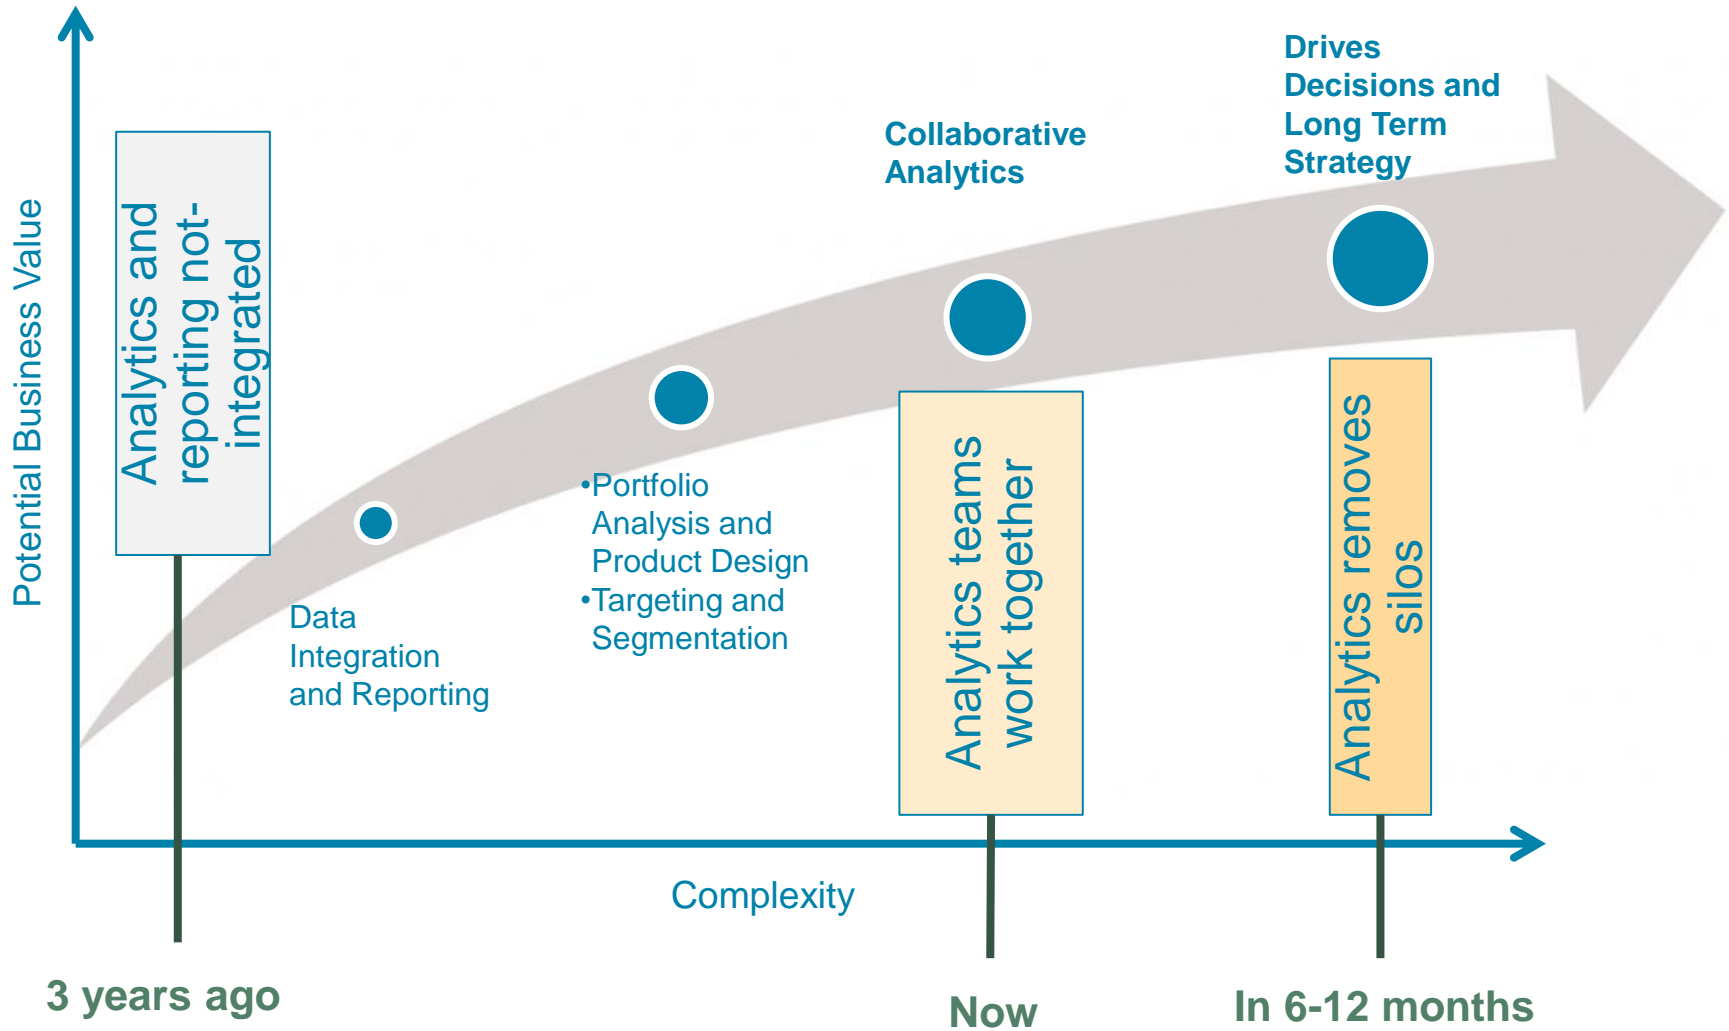 Potential Business Value
Analytics and
reporting not-
integrated
Data
Integration
and Reporting
•Portfolio
Analysis and
Product Design
•Targeting and
Segmentation
Collaborative
Analytics
Analytics teams
work together
Drives
Decisions and
Long Term
Strategy
Analytics removes
silos
Complexity
3 years ago
Now
In 6-12 months